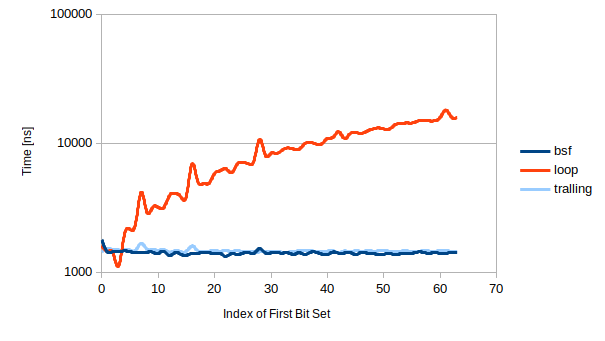 100000
10000
1000
Time [ns]
0 10 20 30 40 50 60 70
Index of First Bit Set
bsf
loop
tralling